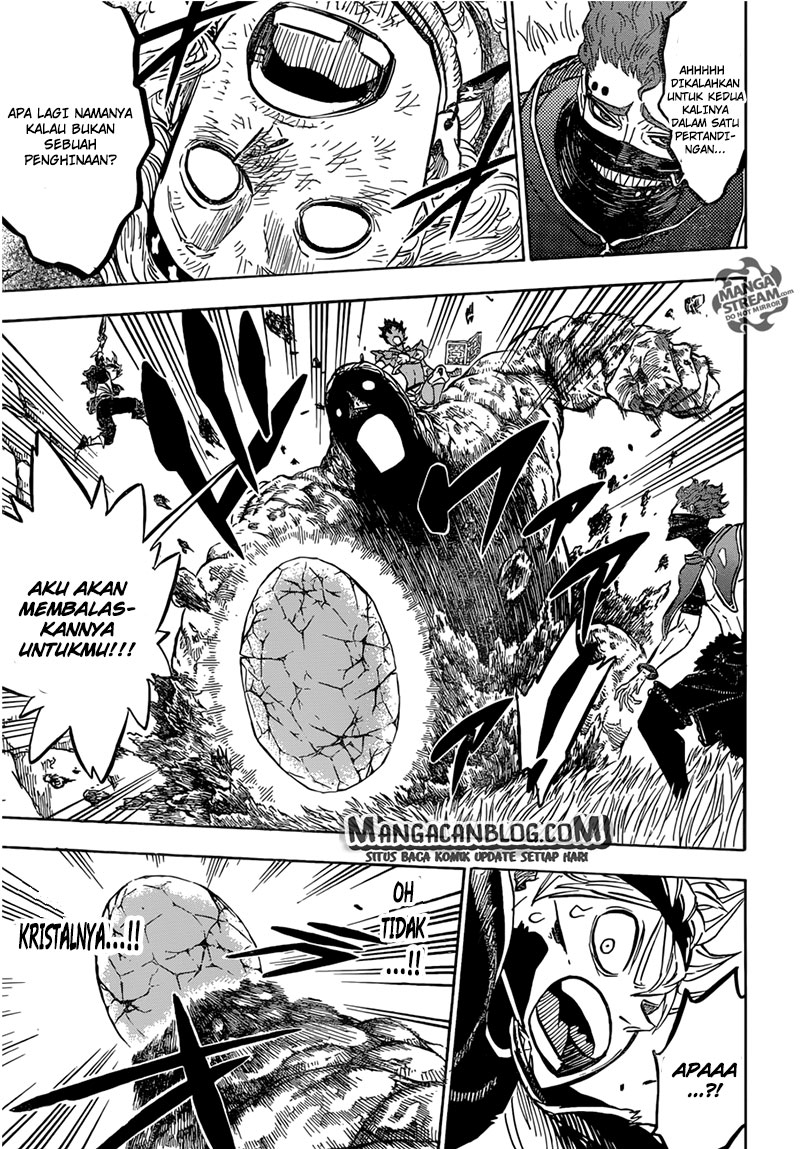 AHHHHH
DIKALAHKAN
UNTUK KEDUA
KALINYA
DALAM SATU
PERTANDI-
NGAN...
APA LAGI NAMANYA
KALAU BUKAN
SEBUAH
PENGHINAAN?
MANGA
STREAM.com
DO NOT MIRROR!
AKU AKAN
MEMBALAS-
KANNYA
UNTUKMU!!!
MANGACANBLOG.COM
SITUS BACA KOMIK UPDATE SETIAP HARI
OH
TIDAK
...!!
KRISTALNYA...!!
APAAA
...?!